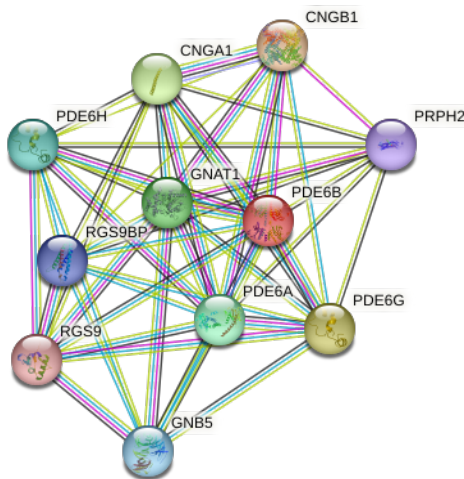 CNGB1
CNGA1
PDE6H
PRPH2
GNAT1
PDE6B
RGS9BP
PDE6A
PDE6G
RGS9
GNB5